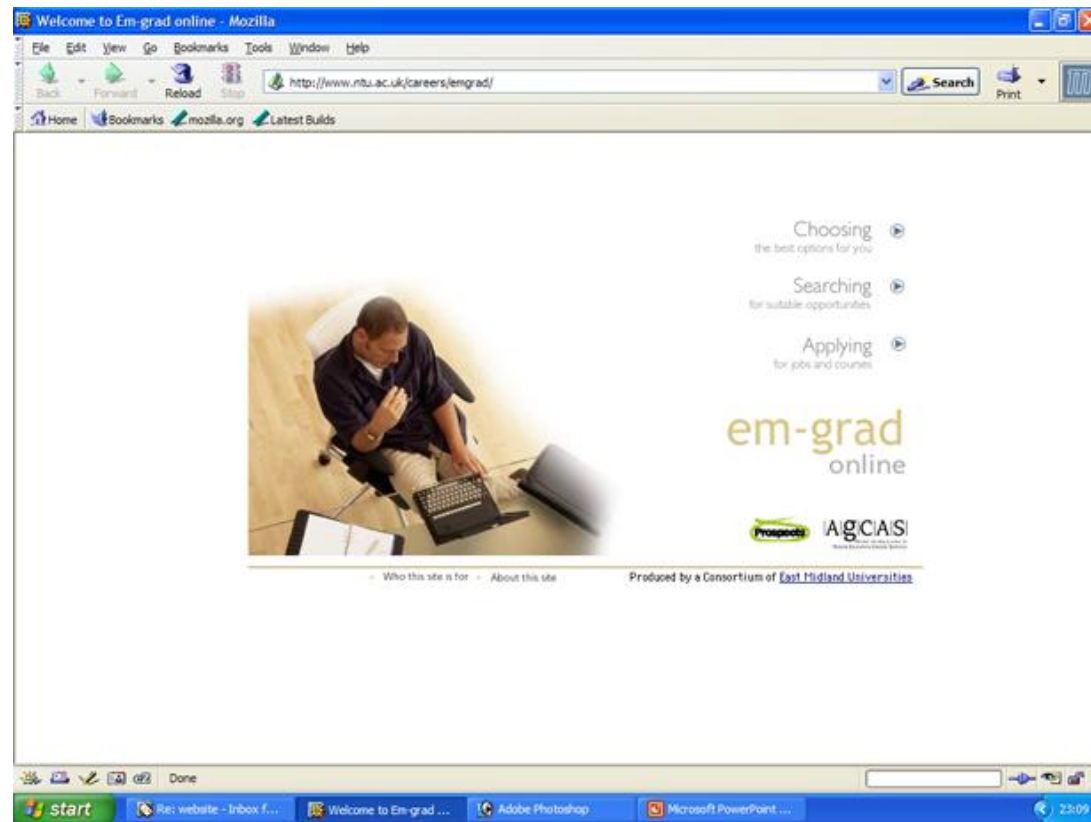 Welcome to Em-grad online - Mozilla
File Edit View Go Bookmarks Tools Window Help
Back Forward Reload Stop http://www.ntu.ac.uk/careers/emgrad/ Search Print
Home Bookmarks mozilla.org Latest Builds
Choosing
the best options for you
Searching
for suitable opportunities
Applying
for jobs and courses
em-grad
online
Prospects AGCAS
Who this site is for About this site Produced by a Consortium of East Midland Universities
Done
start Re: website - Inbox f... Welcome to Em-grad ... Adobe Photoshop Microsoft PowerPoint ... 23:09